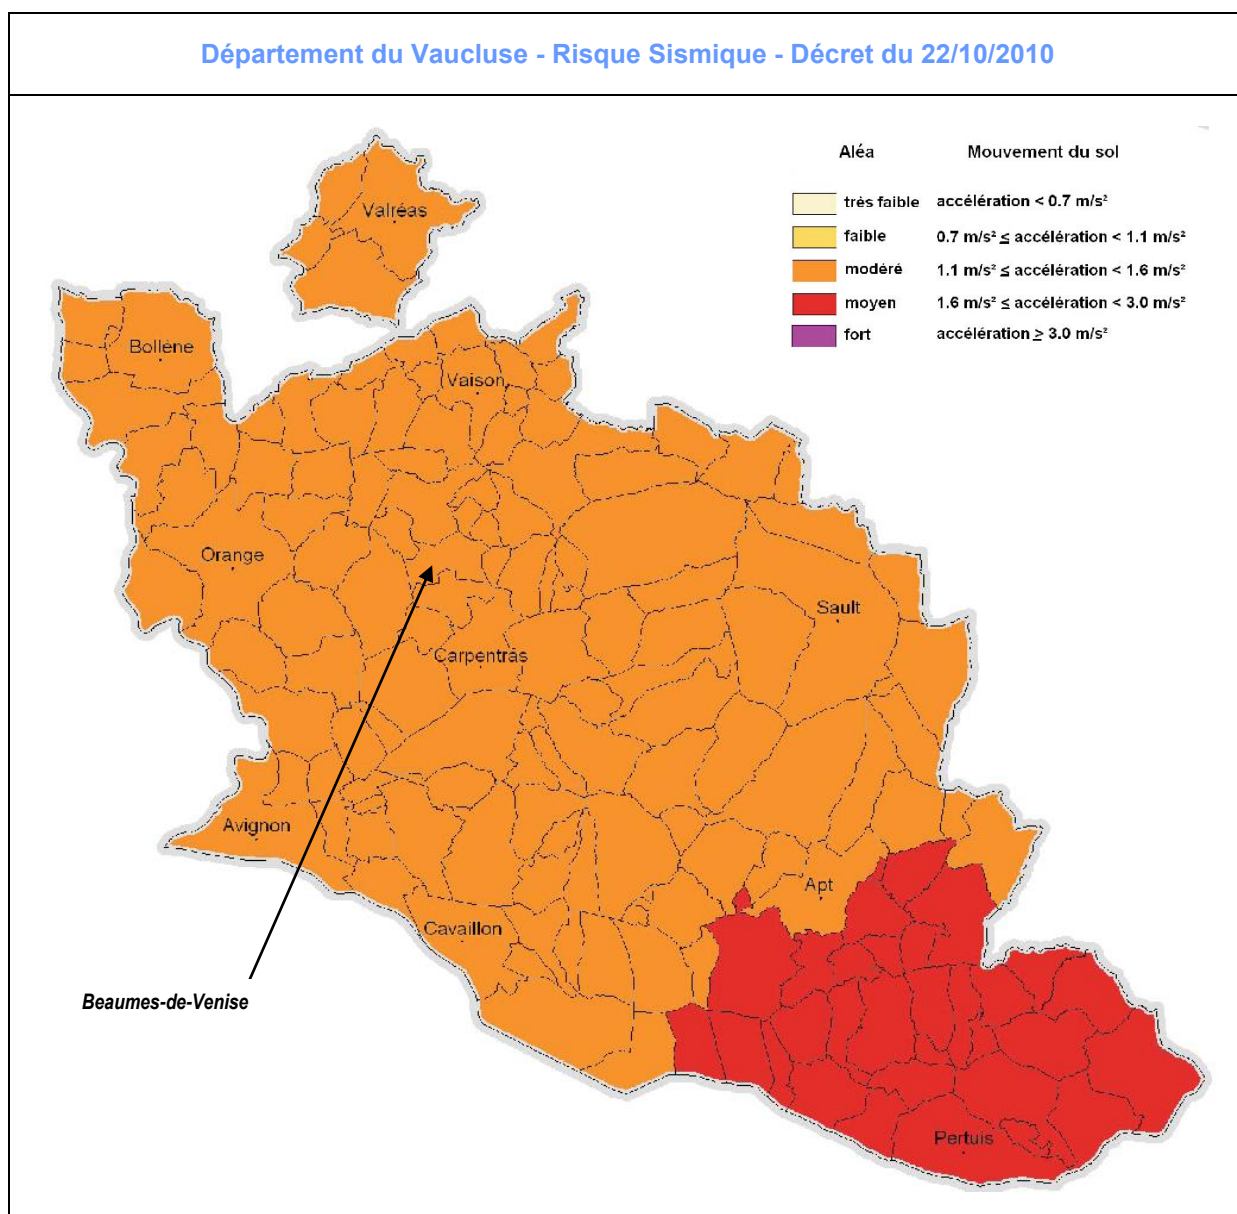 Département du Vaucluse - Risque Sismique - Décret du 22/10/2010
Aléa Mouvement du sol
très faible accélération < 0.7 m/s²
faible 0.7 m/s² ≤ accélération < 1.1 m/s²
modéré 1.1 m/s² ≤ accélération < 1.6 m/s²
moyen 1.6 m/s² ≤ accélération < 3.0 m/s²
fort accélération ≥ 3.0 m/s²
Valréas
Bollène
Vaison
Orange
Sault
Carpentras
Avignon
Apt
Cavaillon
Beaumes-de-Venise
Pertuis